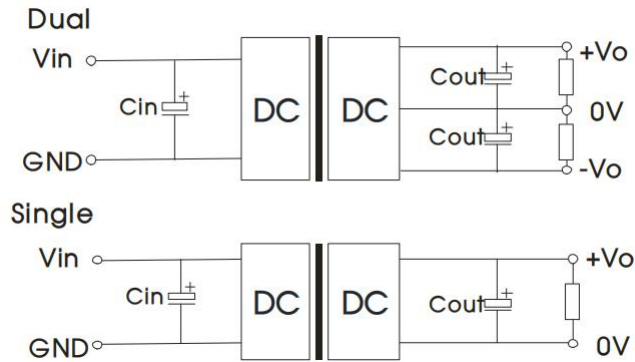 Dual
Vin
+
Cin
GND
DC
DC
+
Cout
+
Cout
+Vo
0V
-Vo
Single
Vin
+
Cin
GND
DC
DC
+
Cout
+Vo
0V